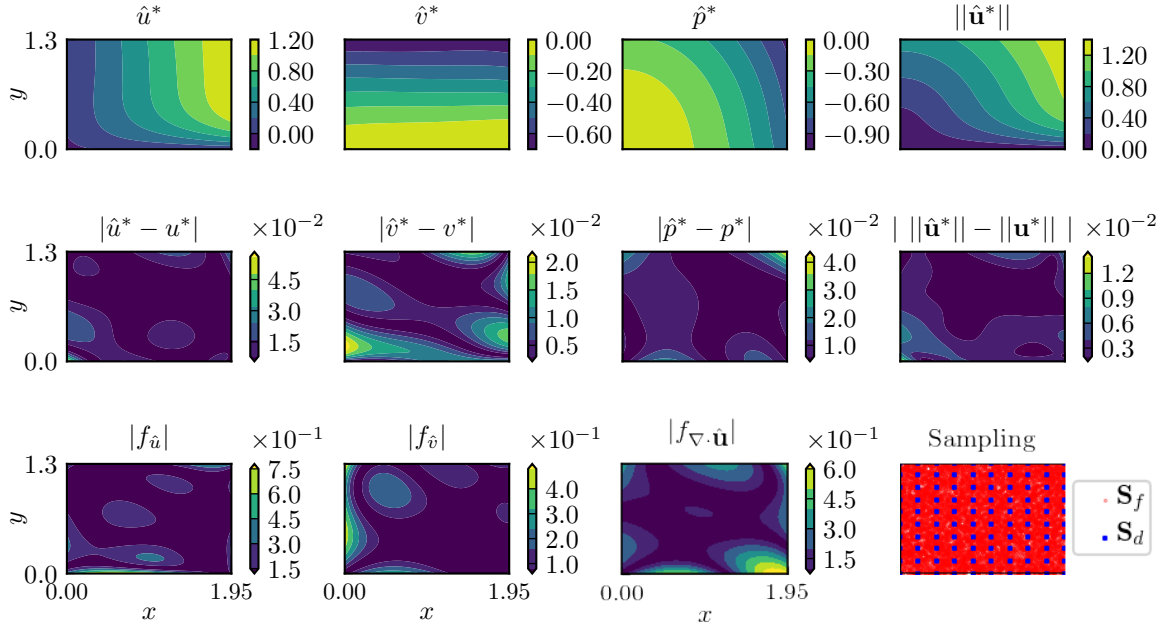 û* v̂* p̂* ||û*||
1.3 1.20 0.00 0.00 1.20
0.80 −0.20 −0.30 0.80
y 0.40 −0.40 −0.60 0.40
0.0 0.00 −0.60 −0.90 0.00
|û* − u*| ×10⁻² |v̂* − v*| ×10⁻² |p̂* − p*| ×10⁻² | ||û*|| − ||u*|| | ×10⁻²
1.3 4.5 2.0 4.0 1.2
y 3.0 1.5 3.0 0.9
1.0 2.0 0.6
0.0 1.5 0.5 1.0 0.3
|f_û| ×10⁻¹ |f_v̂| ×10⁻¹ |f_∇·û| ×10⁻¹ Sampling
1.3 7.5 4.0 6.0
6.0 3.0 4.5 S_f
y 4.5 2.0 3.0 S_d
3.0 1.0 1.5
0.0 1.5
0.00 1.95 0.00 1.95 0.00 1.95
x x x